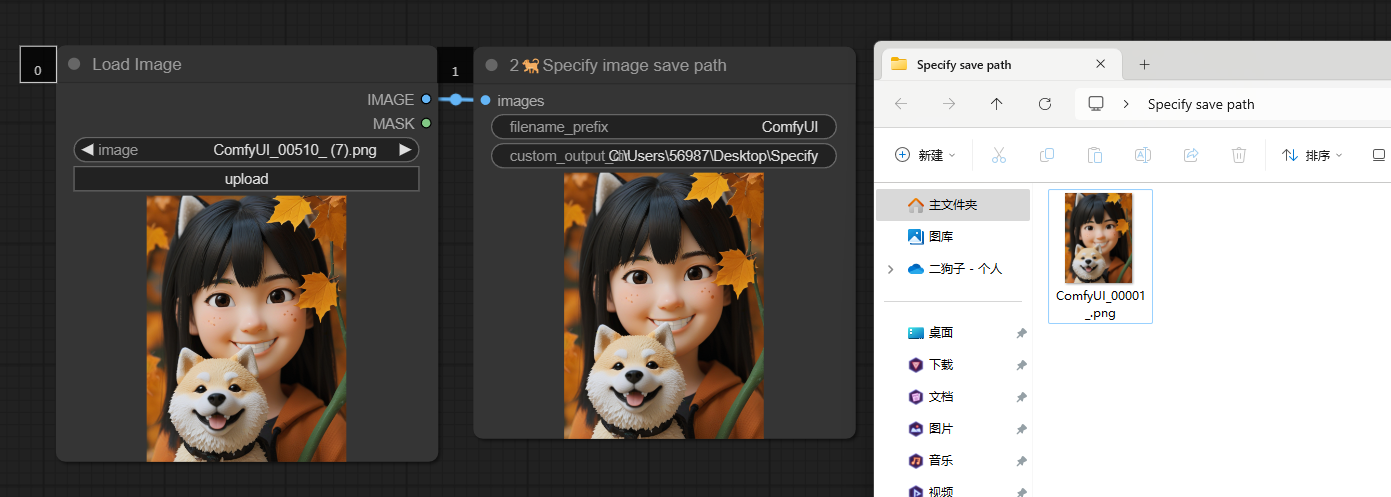 0
Load Image
IMAGE
MASK
image
ComfyUI_00510_ (7).png
upload
1
2 Specify image save path
images
filename_prefix
ComfyUI
custom_output_
C:\Users\56987\Desktop\Specify
Specify save path
Specify save path
新建
排序
主文件夹
图库
二狗子 - 个人
桌面
下载
文档
图片
音乐
视频
ComfyUI_00001
_.png